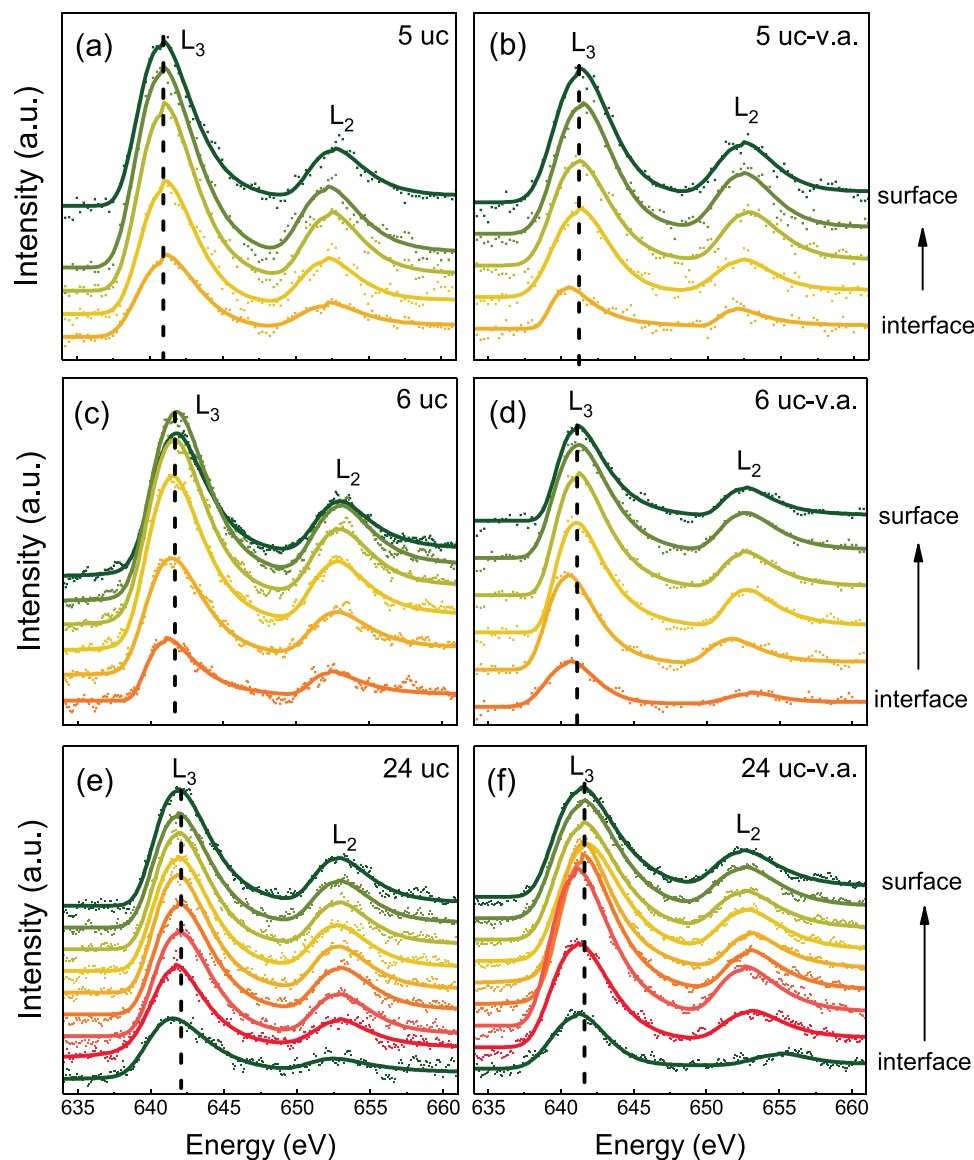 (a) L3 5 uc
L2
(b) L3 5 uc-v.a.
L2
Intensity (a.u.)
surface
interface
(c) L3 6 uc
L2
(d) L3 6 uc-v.a.
L2
Intensity (a.u.)
surface
interface
(e) L3 24 uc
L2
(f) L3 24 uc-v.a.
L2
Intensity (a.u.)
surface
interface
635 640 645 650 655 660
635 640 645 650 655 660
Energy (eV)
Energy (eV)